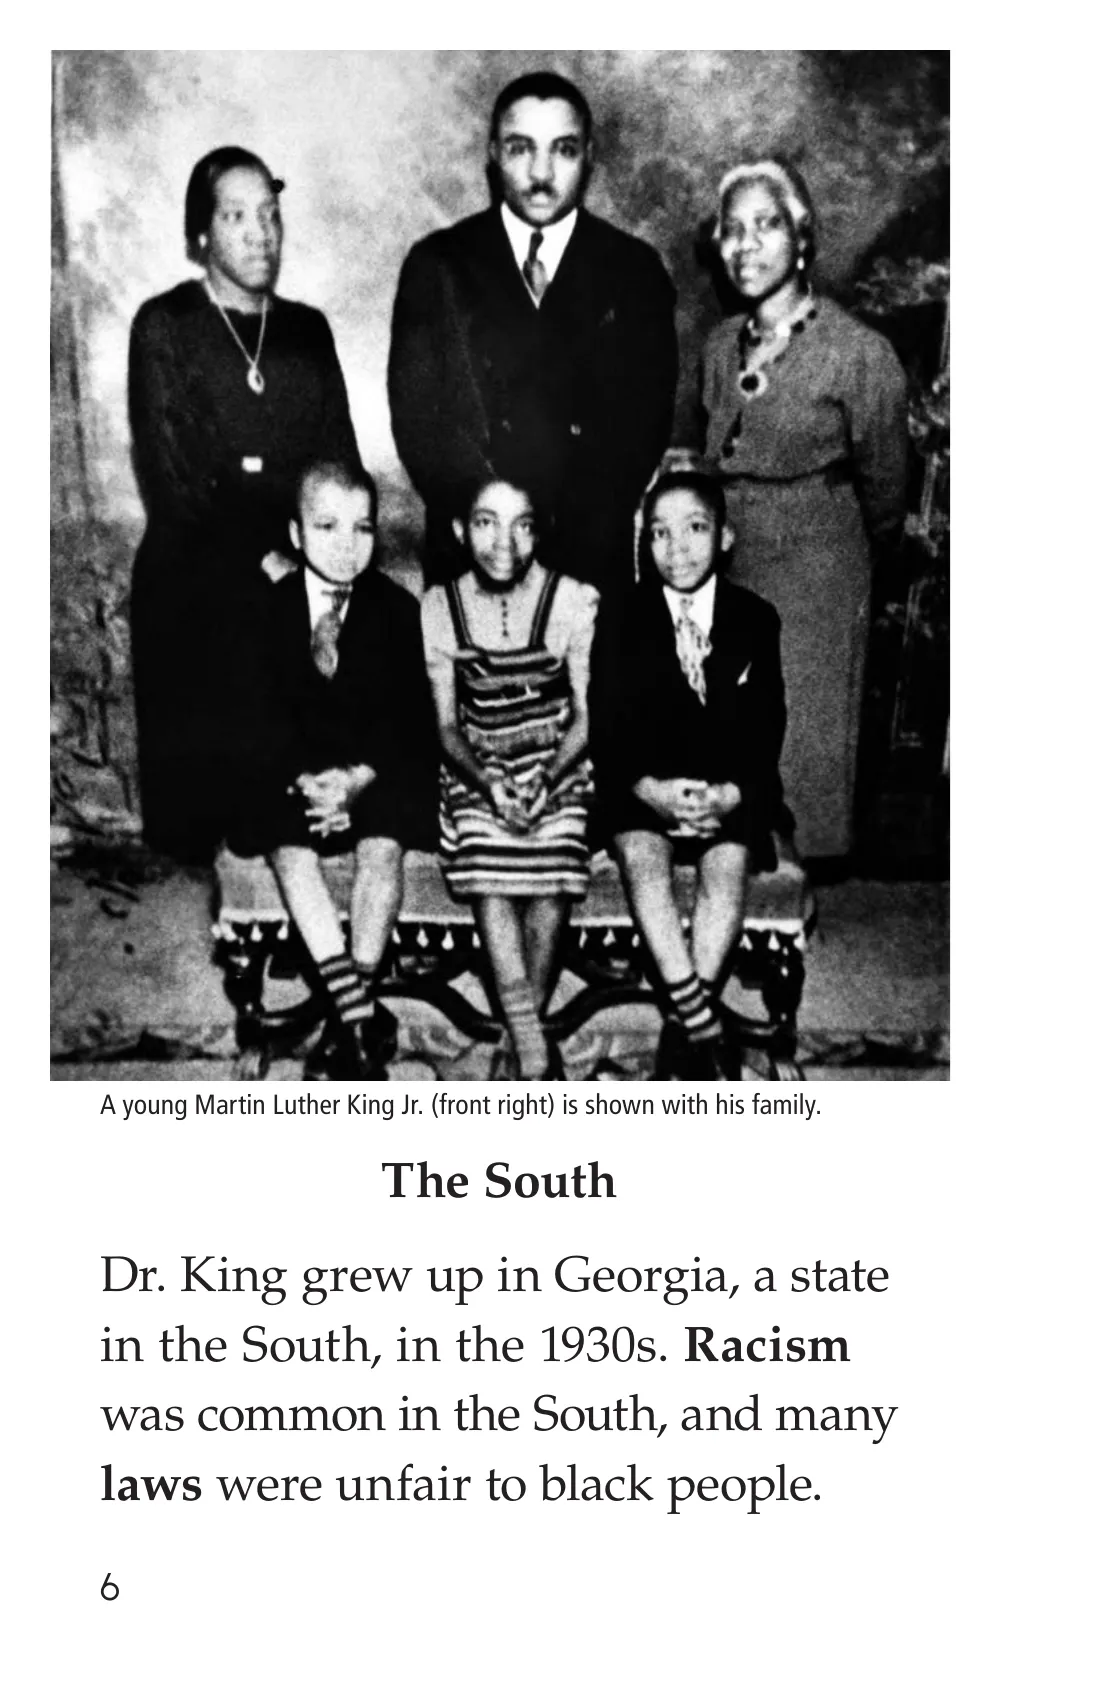 A young Martin Luther King Jr. (front right) is shown with his family.
The South
Dr. King grew up in Georgia, a state
in the South, in the 1930s. Racism
was common in the South, and many
laws were unfair to black people.
6